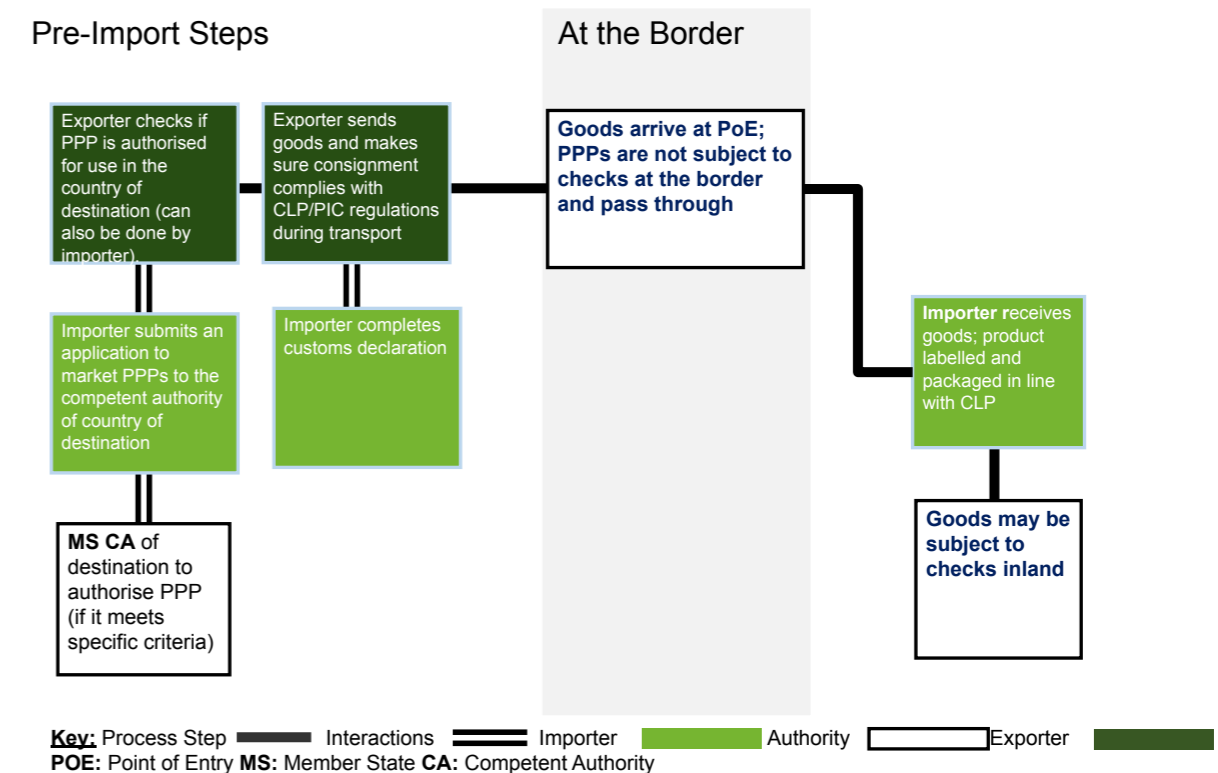 Pre-Import Steps
At the Border
Exporter checks if
PPP is authorised
for use in the
country of
destination (can
also be done by
importer).
Exporter sends
goods and makes
sure consignment
complies with
CLP/PIC regulations
during transport
Goods arrive at PoE;
PPPs are not subject to
checks at the border
and pass through
Importer submits an
application to
market PPPs to the
competent authority
of country of
destination
Importer completes
customs declaration
Importer receives
goods; product
labelled and
packaged in line
with CLP
MS CA of
destination to
authorise PPP
(if it meets
specific criteria)
Goods may be
subject to
checks inland
Key: Process Step Interactions Importer Authority Exporter
POE: Point of Entry MS: Member State CA: Competent Authority